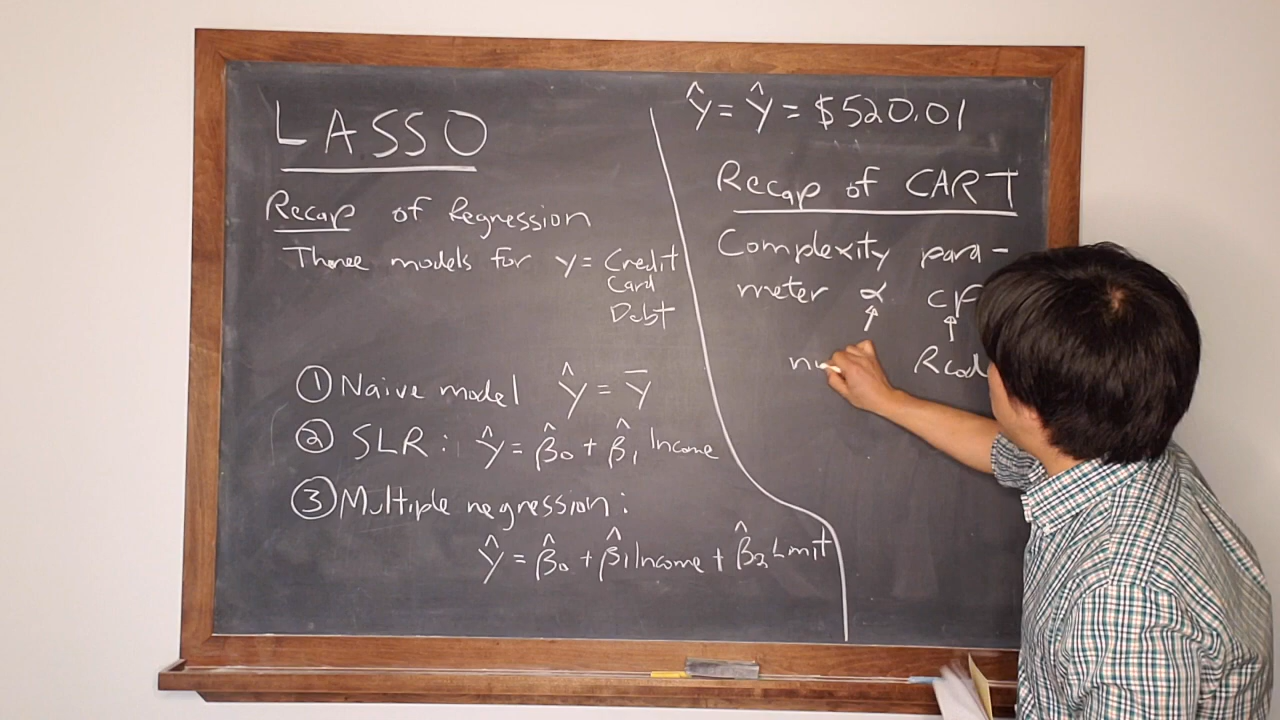 LASSO
Recap of Regression
Three models for y = Credit
Card
Debt
① Naive model ŷ = ȳ
② SLR: ŷ = β̂₀ + β̂₁ Income
③ Multiple regression:
ŷ = β̂₀ + β̂₁ Income + β̂₂ Limit
ŷ = ŷ = $520.01
Recap of CART
Complexity para-
meter α cp
↑ ↑
Rcod